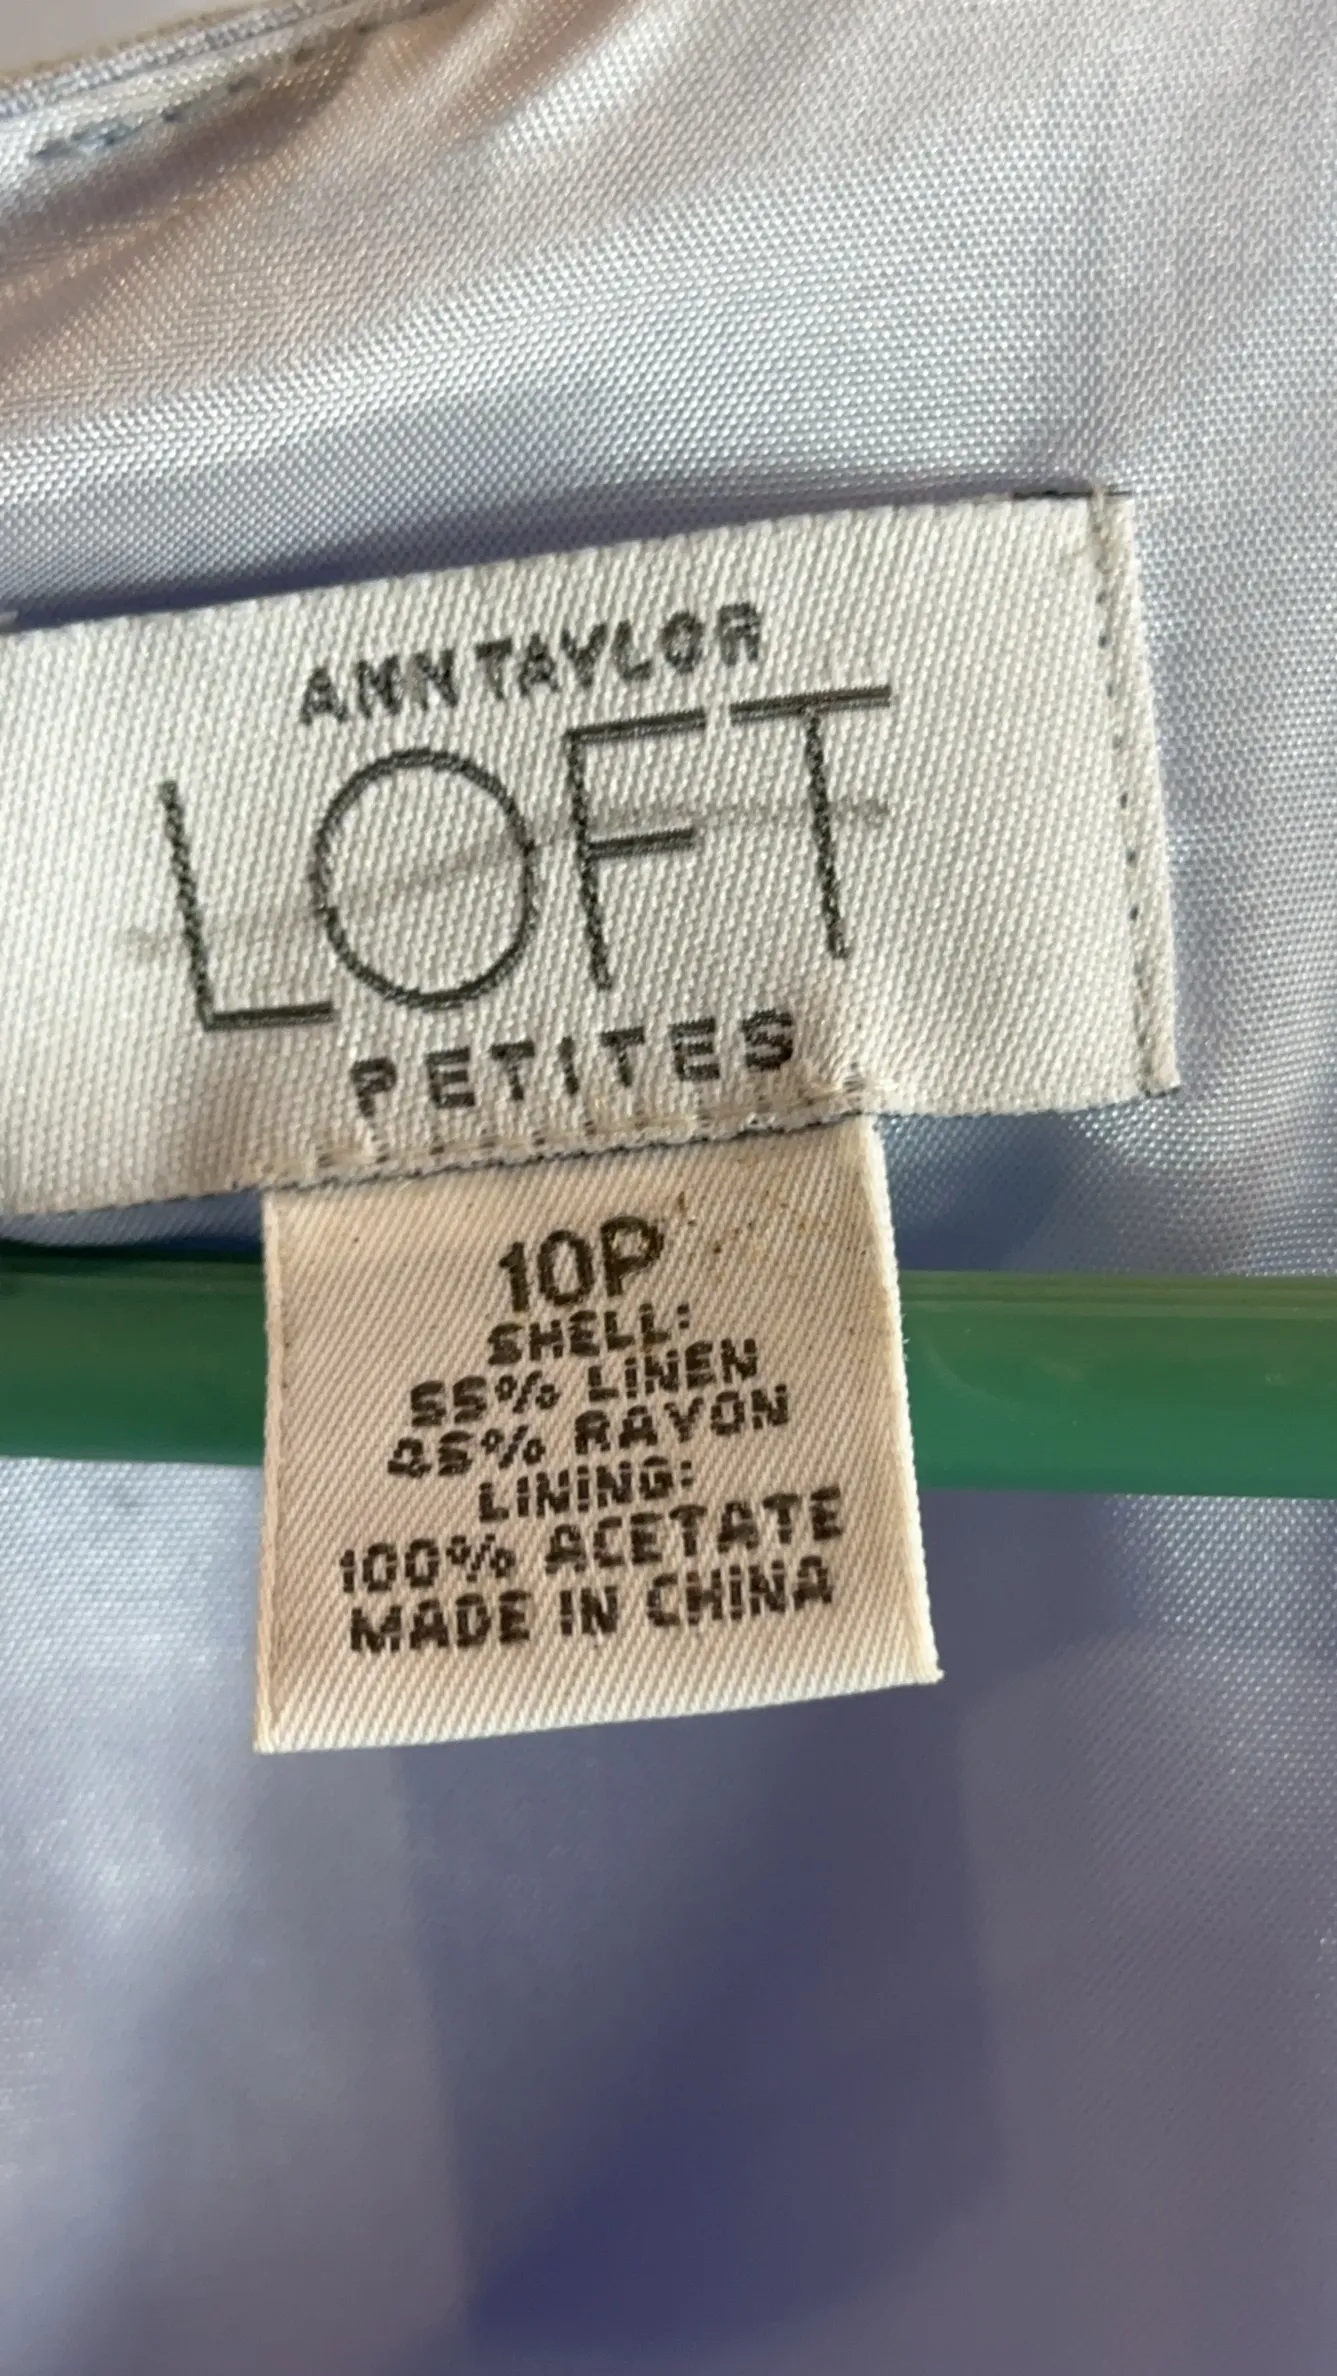 ANN TAYLOR
LOFT
PETITES
10P
SHELL:
55% LINEN
45% RAYON
LINING:
100% ACETATE
MADE IN CHINA